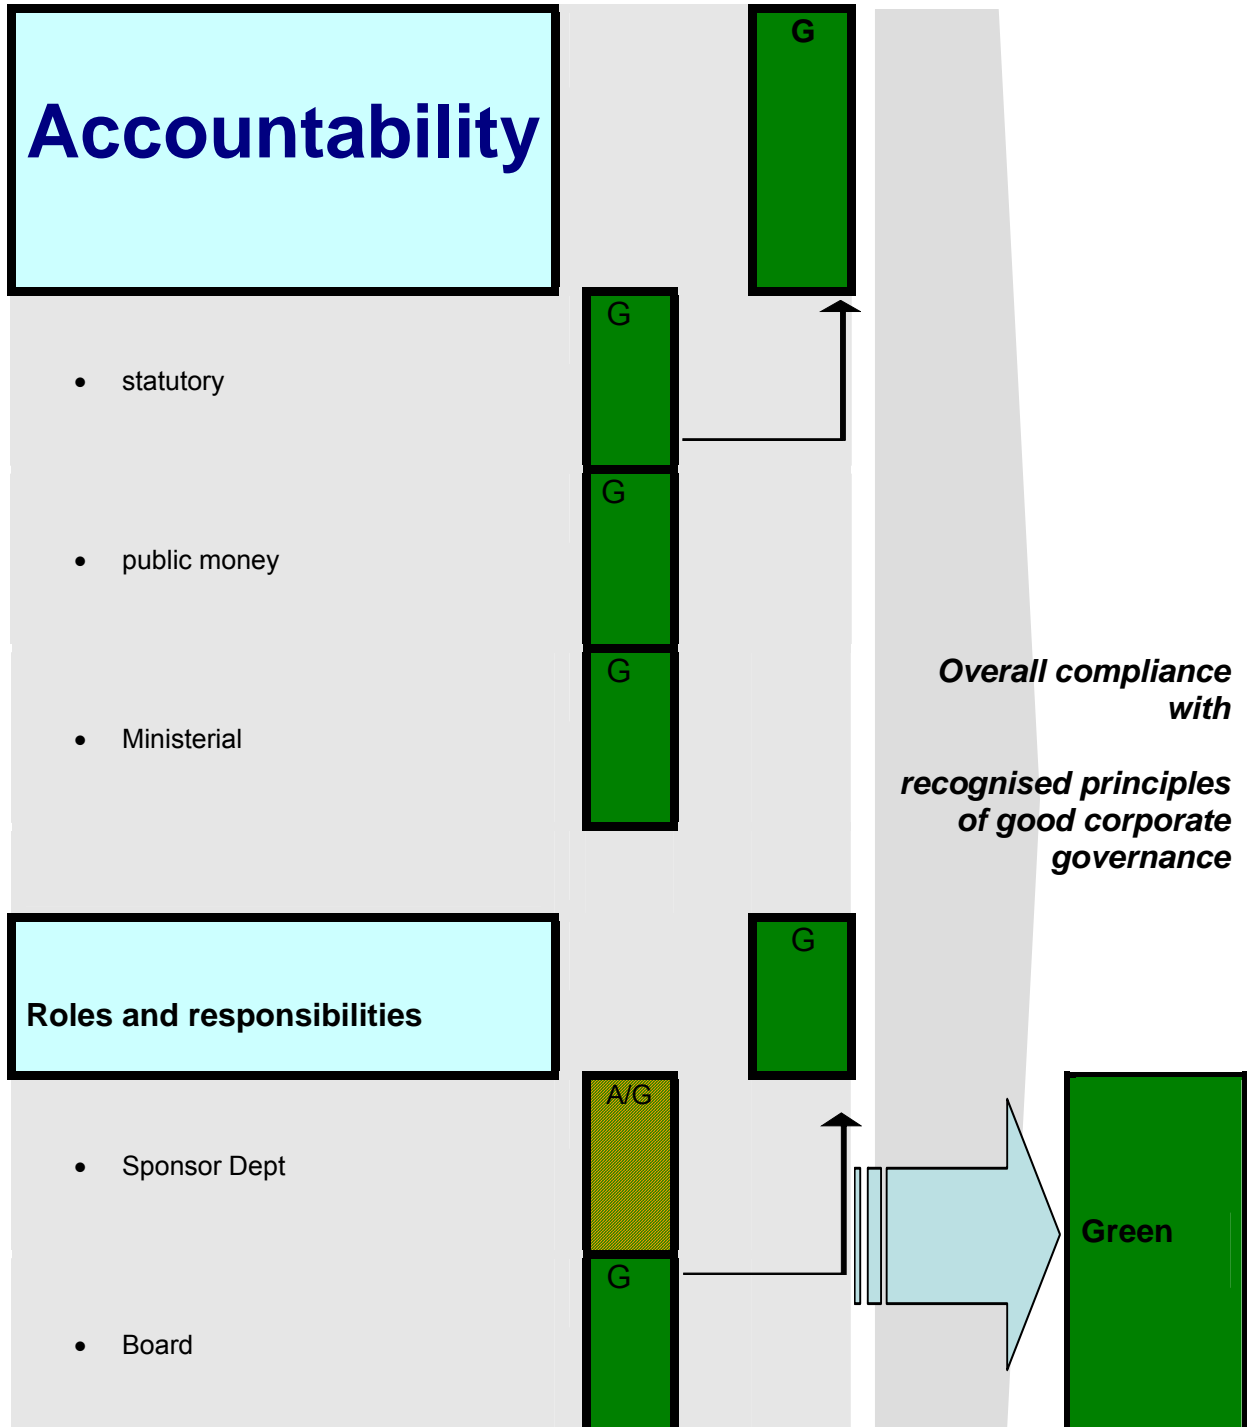 G
Accountability
G
• statutory
G
• public money
G
• Ministerial
Overall compliance
with
recognised principles
of good corporate
governance
G
Roles and responsibilities
A/G
• Sponsor Dept
Green
G
• Board